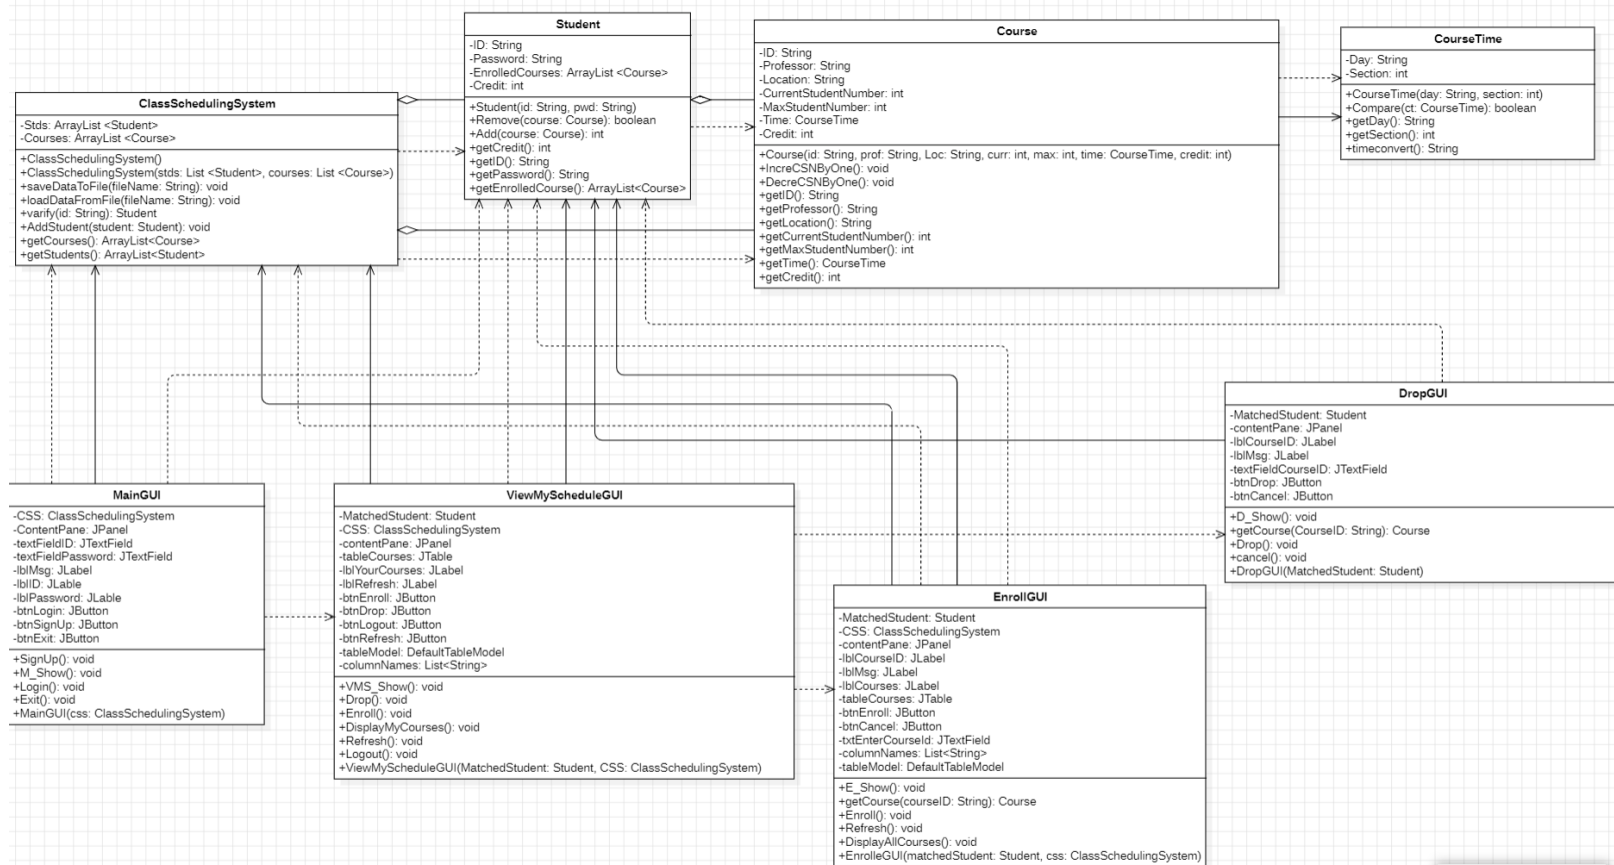 Student
-ID: String
-Password: String
-EnrolledCourses: ArrayList <Course>
-Credit: int
+Student(id: String, pwd: String)
+Remove(course: Course): boolean
+Add(course: Course): int
+getCredit(): int
+getID(): String
+getPassword(): String
+getEnrolledCourse(): ArrayList<Course>
Course
-ID: String
-Professor: String
-Location: String
-CurrentStudentNumber: int
-MaxStudentNumber: int
-Time: CourseTime
-Credit: int
+Course(id: String, prof: String, Loc: String, curr: int, max: int, time: CourseTime, credit: int)
+IncreCSNByOne(): void
+DecreCSNByOne(): void
+getID(): String
+getProfessor(): String
+getLocation(): String
+getCurrentStudentNumber(): int
+getMaxStudentNumber(): int
+getTime(): CourseTime
+getCredit(): int
CourseTime
-Day: String
-Section: int
+CourseTime(day: String, section: int)
+Compare(ct: CourseTime): boolean
+getDay(): String
+getSection(): int
+timeconvert(): String
ClassSchedulingSystem
-Stds: ArrayList <Student>
-Courses: ArrayList <Course>
+ClassSchedulingSystem()
+ClassSchedulingSystem(stds: List <Student>, courses: List <Course>)
+saveDataToFile(fileName: String): void
+loadDataFromFile(fileName: String): void
+varify(id: String): Student
+AddStudent(student: Student): void
+getCourses(): ArrayList<Course>
+getStudents(): ArrayList<Student>
DropGUI
-MatchedStudent: Student
-contentPane: JPanel
-lblCourseID: JLabel
-lblMsg: JLabel
-textFieldCourseID: JTextField
-btnDrop: JButton
-btnCancel: JButton
+D_Show(): void
+getCourse(CourseID: String): Course
+Drop(): void
+cancel(): void
+DropGUI(MatchedStudent: Student)
MainGUI
-CSS: ClassSchedulingSystem
-ContentPane: JPanel
-textFieldID: JTextField
-textFieldPassword: JTextField
-lblMsg: JLabel
-lblID: JLable
-lblPassword: JLable
-btnLogin: JButton
-btnSignUp: JButton
-btnExit: JButton
+SignUp(): void
+M_Show(): void
+Login(): void
+Exit(): void
+MainGUI(css: ClassSchedulingSystem)
ViewMyScheduleGUI
-MatchedStudent: Student
-CSS: ClassSchedulingSystem
-contentPane: JPanel
-tableCourses: JTable
-lblYourCourses: JLabel
-lblRefresh: JLabel
-btnEnroll: JButton
-btnDrop: JButton
-btnLogout: JButton
-btnRefresh: JButton
-tableModel: DefaultTableModel
-columnNames: List<String>
+VMS_Show(): void
+Drop(): void
+Enroll(): void
+DisplayMyCourses(): void
+Refresh(): void
+Logout(): void
+ViewMyScheduleGUI(MatchedStudent: Student, CSS: ClassSchedulingSystem)
EnrollGUI
-MatchedStudent: Student
-CSS: ClassSchedulingSystem
-contentPane: JPanel
-lblCourseID: JLabel
-lblMsg: JLabel
-lblCourses: JLabel
-tableCourses: JTable
-btnEnroll: JButton
-btnCancel: JButton
-txtEnterCourseId: JTextField
-columnNames: List<String>
-tableModel: DefaultTableModel
+E_Show(): void
+getCourse(courseID: String): Course
+Enroll(): void
+Refresh(): void
+DisplayAllCourses(): void
+EnrolleGUI(matchedStudent: Student, css: ClassSchedulingSystem)